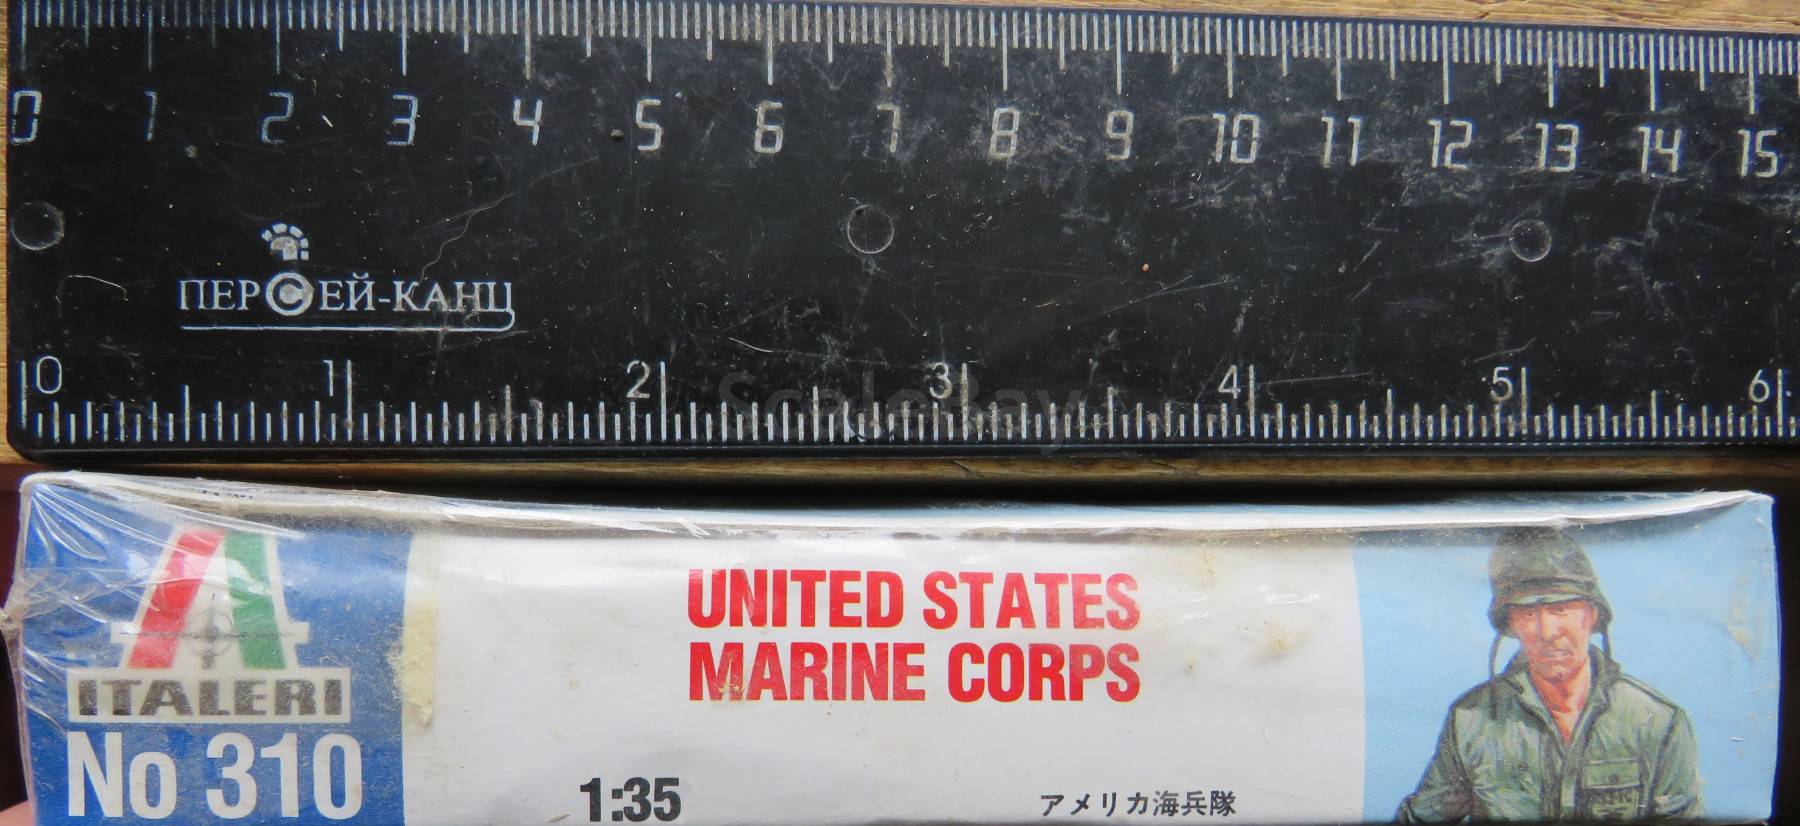 0 1 2 3 4 5 6 7 8 9 10 11 12 13 14 15
ПЕРСЕЙ-КАНЦ
0 1 2 3 4 5 6
ScaleBay
ITALERI
No 310
UNITED STATES
MARINE CORPS
1:35
アメリカ海兵隊